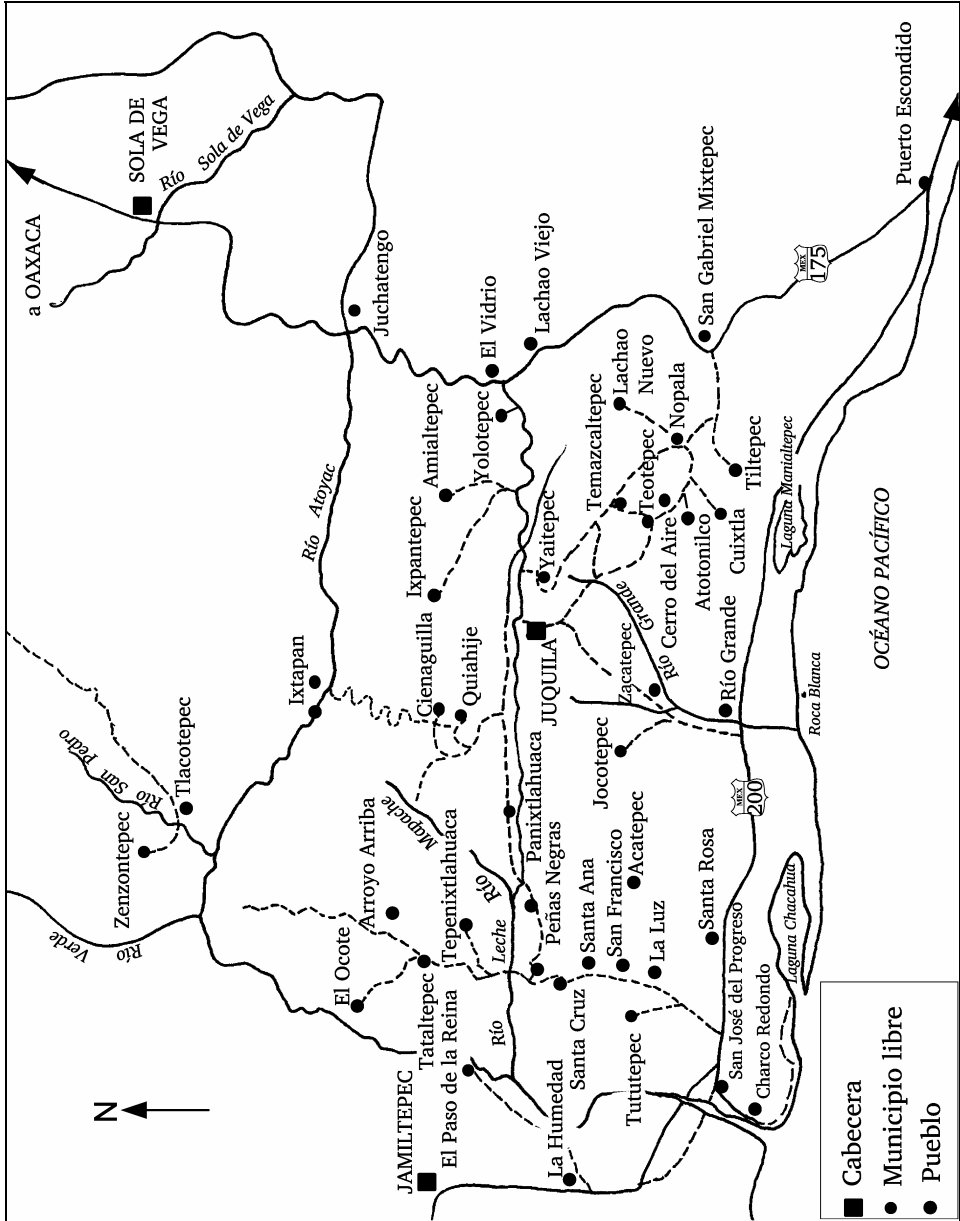 a OAXACA
SOLA DE
VEGA
Río Sola de Vega
Juchatengo
El Vidrio
Lachao Viejo
San Gabriel Mixtepec
Puerto Escondido
MEX
175
Río Atoyac
Amialtepec
Yolotepec
Ixpantepec
Temazcaltepec
Lachao
Nuevo
Nopala
Teotepec
Tiltepec
Yaitepec
Cerro del Aire
Atotonilco
Cuixtla
Laguna Manialtepec
OCÉANO PACÍFICO
Ixtapan
Cienaguilla
Quiahije
JUQUILA
Río Grande
Zacatepec
Río Grande
Roca Blanca
Río San Pedro
Tlacotepec
Zenzontepec
Mapache
Río
Panixtlahuaca
Jocotepec
MEX
200
Río Verde
Arroyo Arriba
El Ocote
Tepenixtlahuaca
Tataltepec
Río Leche
Peñas Negras
Santa Ana
San Francisco
Acatepec
La Luz
Santa Rosa
Santa Cruz
Tututepec
San José del Progreso
Charco Redondo
Laguna Chacahua
El Paso de la Reina
JAMILTEPEC
La Humedad
N
Cabecera
Municipio libre
Pueblo